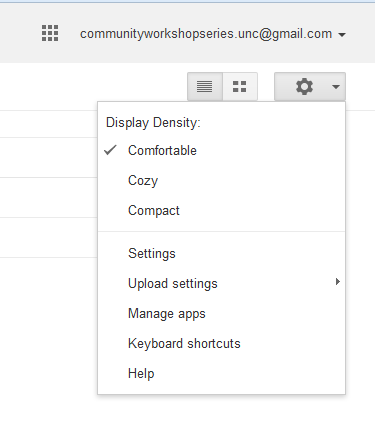 communityworkshopseries.unc@gmail.com
Display Density:
Comfortable
Cozy
Compact
Settings
Upload settings
Manage apps
Keyboard shortcuts
Help